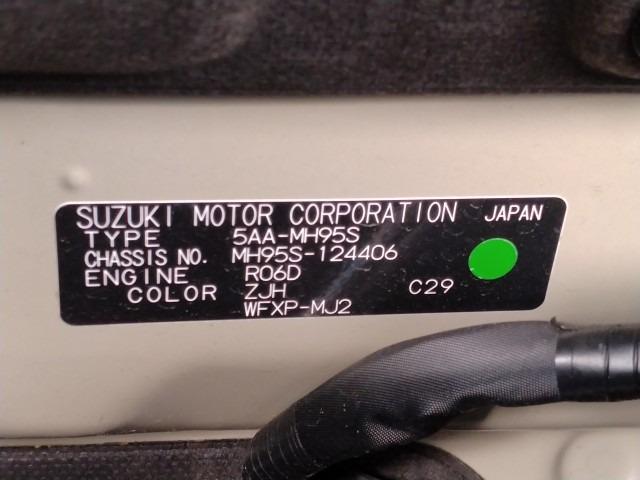 SUZUKI MOTOR CORPORATION JAPAN
TYPE 5AA-MH95S
CHASSIS NO. MH95S-124406
ENGINE R06D
COLOR ZJH C29
WFXP-MJ2